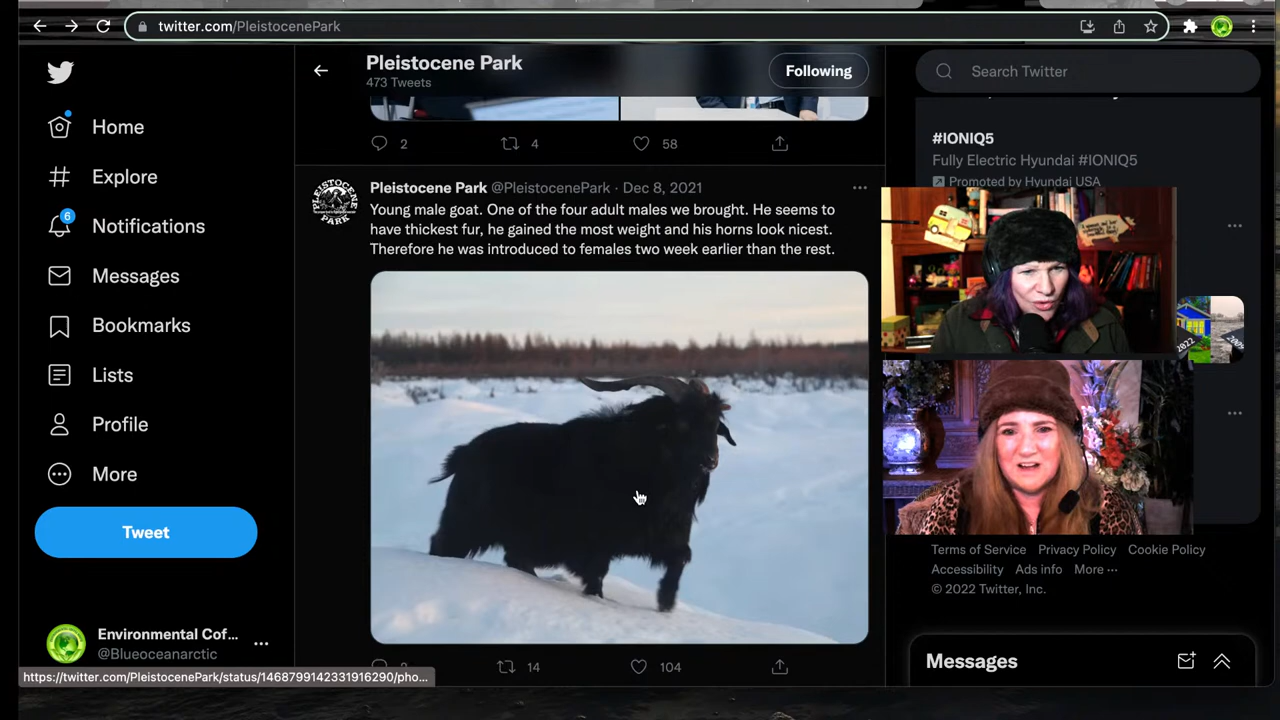 twitter.com/PleistocenePark
Pleistocene Park
473 Tweets
Following
Search Twitter
Home
Explore
6
Notifications
Messages
Bookmarks
Lists
Profile
More
Tweet
Environmental Cof...
@Blueoceanarctic
2
4
58
Pleistocene Park @PleistocenePark · Dec 8, 2021
Young male goat. One of the four adult males we brought. He seems to
have thickest fur, he gained the most weight and his horns look nicest.
Therefore he was introduced to females two week earlier than the rest.
PLEISTOCENE
PARK
14
104
#IONIQ5
Fully Electric Hyundai #IONIQ5
Promoted by Hyundai USA
2022
Terms of Service Privacy Policy Cookie Policy
Accessibility Ads info More ···
© 2022 Twitter, Inc.
Messages
https://twitter.com/PleistocenePark/status/1468799142331916290/pho...